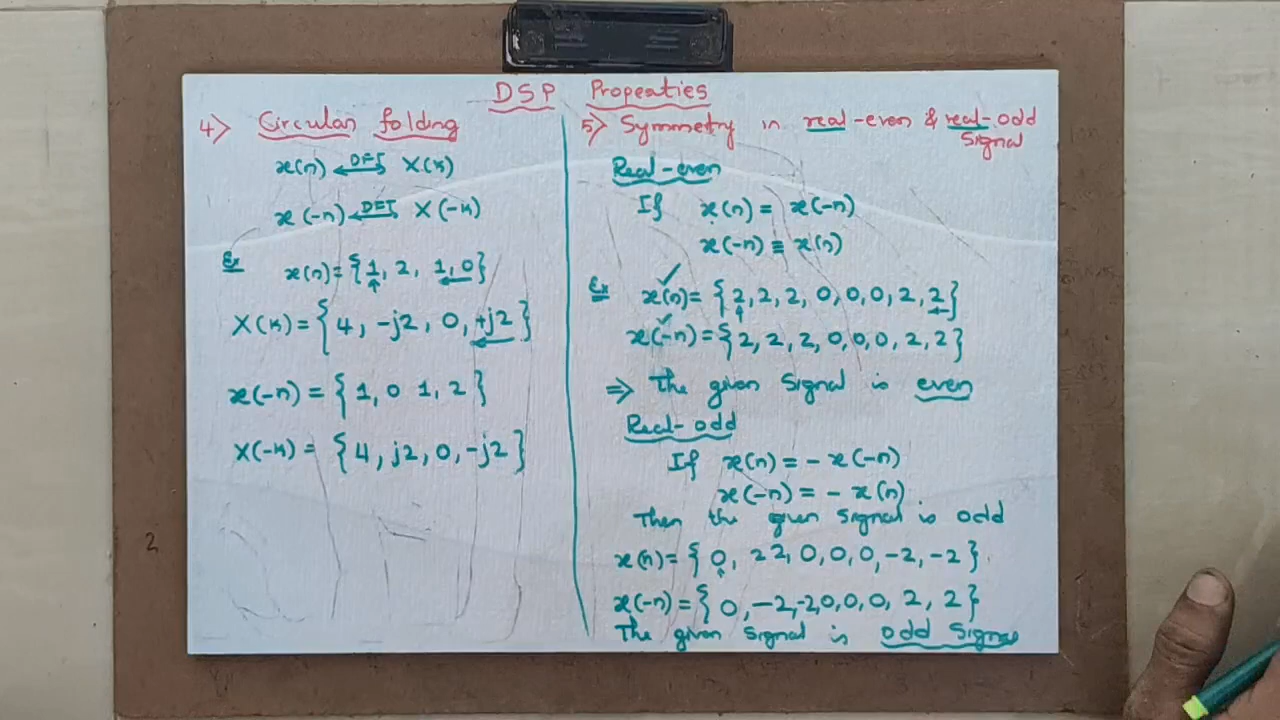 DSP Properties
4) Circular folding
x(n) ⟷DFT X(k)
x(-n) ⟷DFT X(-k)
Ex x(n) = {1, 2, 1, 0}
↑
X(k) = {4, -j2, 0, +j2}
x(-n) = {1, 0 1, 2}
X(-k) = {4, j2, 0, -j2}
2
5) Symmetry in real-even & real-odd
Signal
Real-even
If x(n) = x(-n)
x(-n) = x(n)
Ex x(n) = {2, 2, 2, 0, 0, 0, 2, 2}
↑
x(-n) = {2, 2, 2, 0, 0, 0, 2, 2}
⇒ The given Signal is even
Real-odd
If x(n) = - x(-n)
x(-n) = - x(n)
Then the given Signal is odd
x(n) = {0, 2 2, 0, 0, 0, -2, -2}
↑
x(-n) = {0, -2, -2, 0, 0, 0, 2, 2}
The given Signal is odd Signal